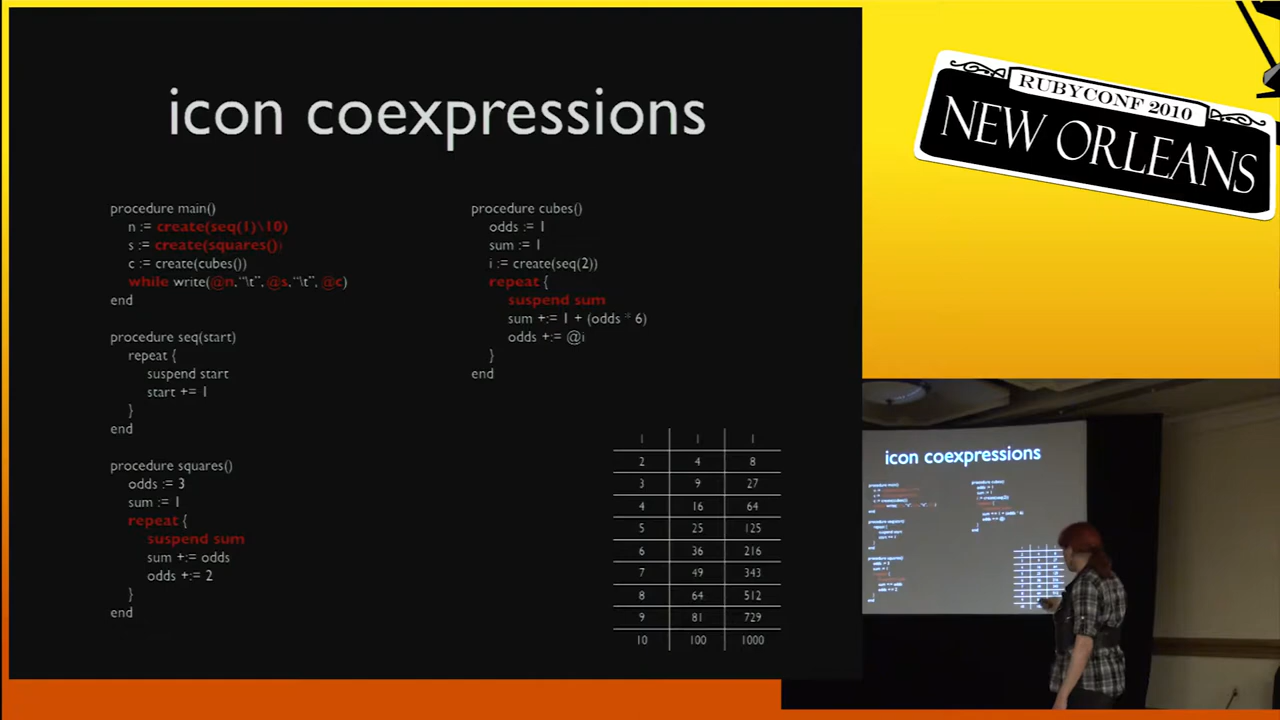 icon coexpressions
procedure main()
n := create(seq(1)\10)
s := create(squares())
c := create(cubes())
while write(@n,"\t", @s,"\t", @c)
end
procedure seq(start)
repeat {
suspend start
start += 1
}
end
procedure squares()
odds := 3
sum := 1
repeat {
suspend sum
sum +:= odds
odds +:= 2
}
end
procedure cubes()
odds := 1
sum := 1
i := create(seq(2))
repeat {
suspend sum
sum +:= 1 + (odds * 6)
odds +:= @i
}
end
1 1 1
2 4 8
3 9 27
4 16 64
5 25 125
6 36 216
7 49 343
8 64 512
9 81 729
10 100 1000
RUBYCONF 2010
NEW ORLEANS
icon coexpressions